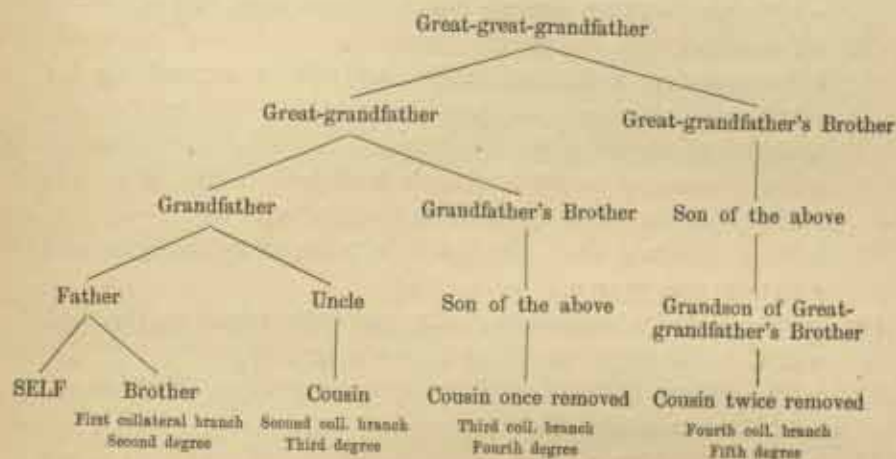 Great-great-grandfather
Great-grandfather
Great-grandfather's Brother
Grandfather
Grandfather's Brother
Son of the above
Father
Uncle
Son of the above
Grandson of Great-
grandfather's Brother
SELF
Brother
Cousin
Cousin once removed
Cousin twice removed
First collateral branch
Second coll. branch
Third coll. branch
Fourth coll. branch
Second degree
Third degree
Fourth degree
Fifth degree